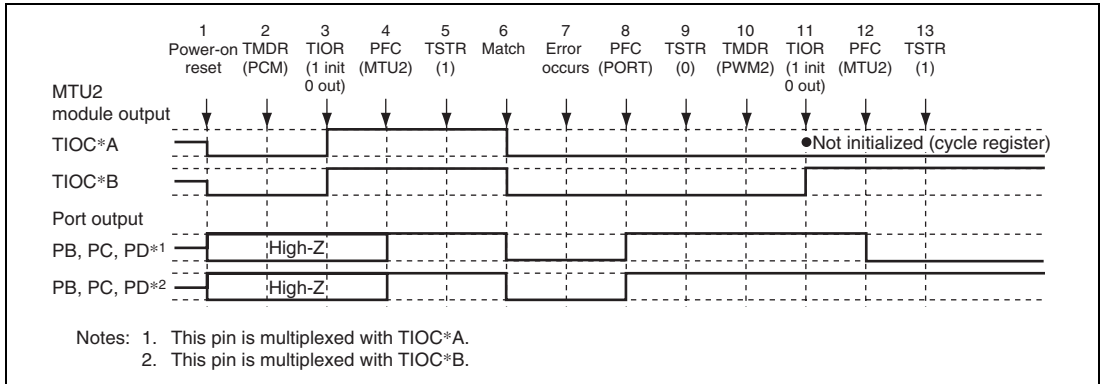 1 2 3 4 5 6 7 8 9 10 11 12 13
Power-on TMDR TIOR PFC TSTR Match Error PFC TSTR TMDR TIOR PFC TSTR
reset (PCM) (1 init (MTU2) (1) occurs (PORT) (0) (PWM2) (1 init (MTU2) (1)
0 out) 0 out)
MTU2
module output
TIOC*A ●Not initialized (cycle register)
TIOC*B
Port output
PB, PC, PD*1 High-Z
PB, PC, PD*2 High-Z
Notes: 1. This pin is multiplexed with TIOC*A.
2. This pin is multiplexed with TIOC*B.